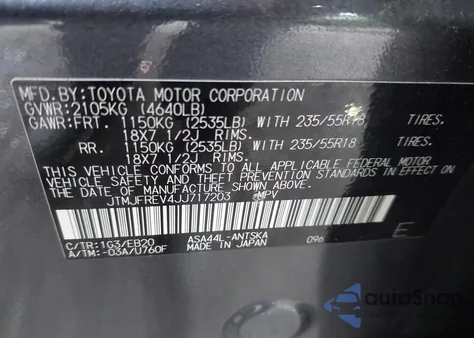 MFD.BY:TOYOTA MOTOR CORPORATION
GVWR:2105KG (4640LB)
GAWR:FRT. 1150KG (2535LB) WITH 235/55R18 TIRES.
18X7 1/2J RIMS.
RR. 1150KG (2535LB) WITH 235/55R18 TIRES.
18X7 1/2J RIMS.
THIS VEHICLE CONFORMS TO ALL APPLICABLE FEDERAL MOTOR
VEHICLE SAFETY AND THEFT PREVENTION STANDARDS IN EFFECT ON
THE DATE OF MANUFACTURE SHOWN ABOVE.
JTMJFREV4JJ717203 MPV
C/TR:1G3/EB20 ASA44L-ANTSKA 096 E
A/TM:-03A/U760F MADE IN JAPAN
autoSnap